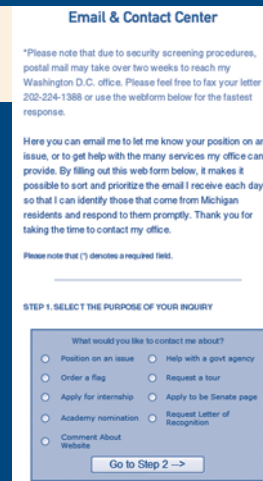 Email & Contact Center
*Please note that due to security screening procedures,
postal mail may take over two weeks to reach my
Washington D.C. office. Please feel free to fax your letter
202-224-1388 or use the webform below for the fastest
response.
Here you can email me to let me know your position on an
issue, or to get help with the many services my office can
provide. By filling out this web form below, it makes it
possible to sort and prioritize the email I receive each day
so that I can identify those that come from Michigan
residents and respond to them promptly. Thank you for
taking the time to contact my office.
Please note that (*) denotes a required field.
STEP 1. SELECT THE PURPOSE OF YOUR INQUIRY
What would you like to contact me about?
Position on an issue Help with a govt agency
Order a flag Request a tour
Apply for internship Apply to be Senate page
Academy nomination Request Letter of
Recognition
Comment About
Website
Go to Step 2 -->